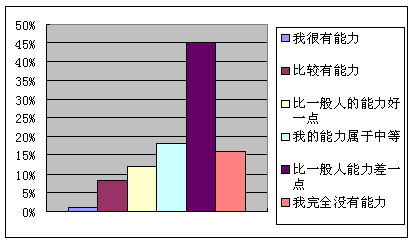 50%
45%
40%
35%
30%
25%
20%
15%
10%
5%
0%
我很有能力
比较有能力
比一般人的能力好
一点
我的能力属于中等
比一般人能力差一
点
我完全没有能力